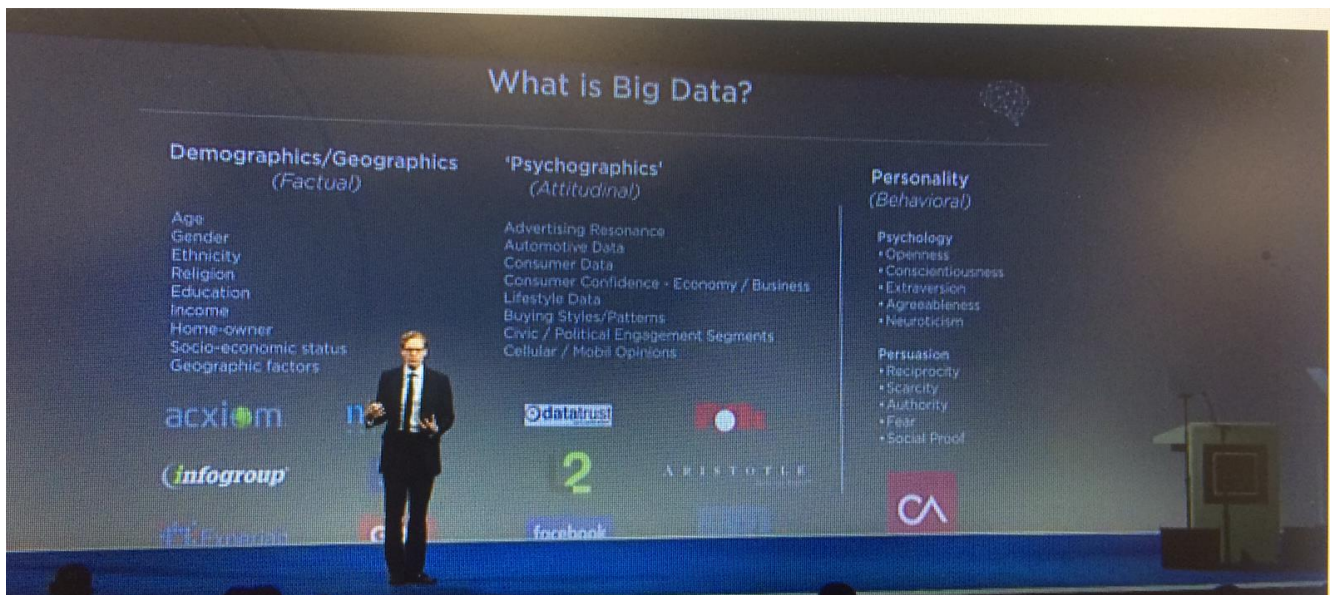 What is Big Data?
Demographics/Geographics
(Factual)
Age
Gender
Ethnicity
Religion
Education
Income
Home-owner
Socio-economic status
Geographic factors
'Psychographics'
(Attitudinal)
Advertising Resonance
Automotive Data
Consumer Data
Consumer Confidence - Economy / Business
Lifestyle Data
Buying Styles/Patterns
Civic / Political Engagement Segments
Cellular / Mobil Opinions
Personality
(Behavioral)
Psychology
• Openness
• Conscientiousness
• Extraversion
• Agreeableness
• Neuroticism
Persuasion
• Reciprocity
• Scarcity
• Authority
• Fear
• Social Proof
acxiom
datatrust
infogroup
2
ARISTOTLE
Experian
facebook
CA